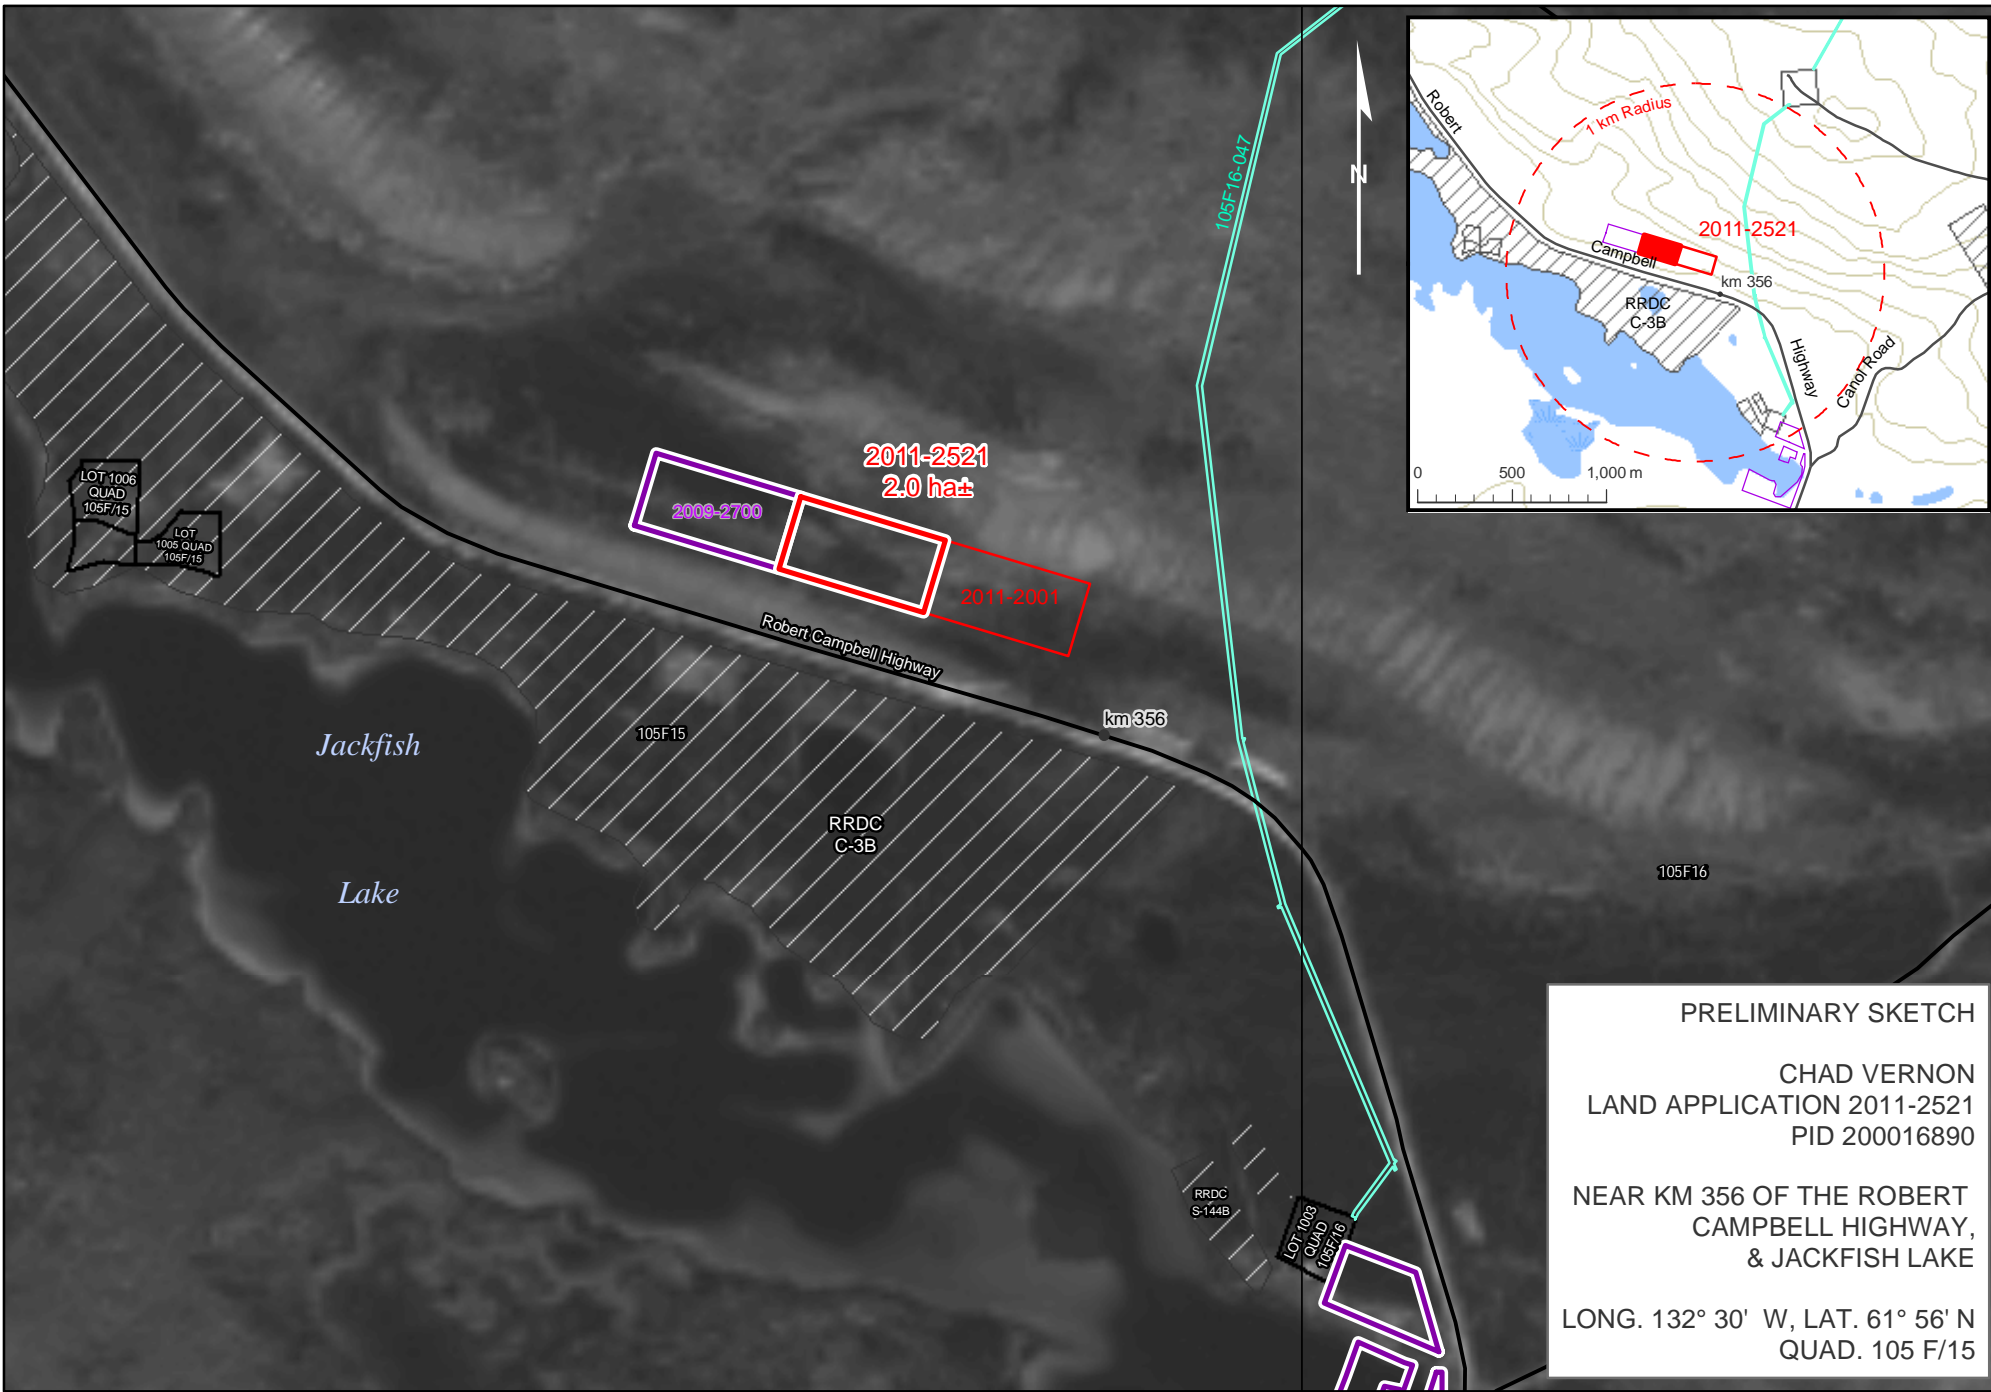 105F16-047
N
Robert
1 km Radius
2011-2521
Campbell
km 356
RRDC
C-3B
Highway
Canol Road
0 500 1,000 m
2011-2521
2.0 ha±
2009-2700
2011-2001
LOT 1006
QUAD
105F/15
LOT
1005 QUAD
105F/15
Robert Campbell Highway
km 356
Jackfish
Lake
105F15
RRDC
C-3B
105F16
RRDC
S-144B
LOT 1003
QUAD
105F/16
PRELIMINARY SKETCH
CHAD VERNON
LAND APPLICATION 2011-2521
PID 200016890
NEAR KM 356 OF THE ROBERT
CAMPBELL HIGHWAY,
& JACKFISH LAKE
LONG. 132° 30' W, LAT. 61° 56' N
QUAD. 105 F/15